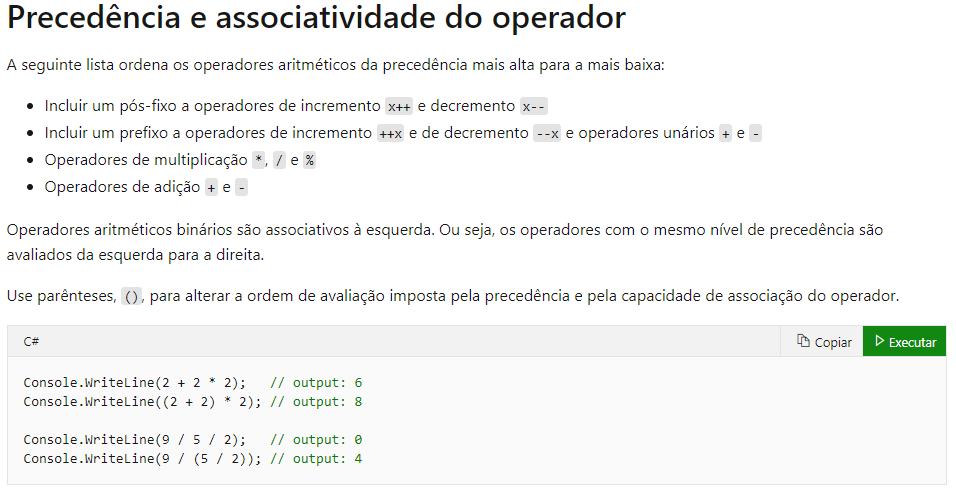 Precedência e associatividade do operador
A seguinte lista ordena os operadores aritméticos da precedência mais alta para a mais baixa:
• Incluir um pós-fixo a operadores de incremento x++ e decremento x--
• Incluir um prefixo a operadores de incremento ++x e de decremento --x e operadores unários + e -
• Operadores de multiplicação *, / e %
• Operadores de adição + e -
Operadores aritméticos binários são associativos à esquerda. Ou seja, os operadores com o mesmo nível de precedência são
avaliados da esquerda para a direita.
Use parênteses, (), para alterar a ordem de avaliação imposta pela precedência e pela capacidade de associação do operador.
C# Copiar Executar
Console.WriteLine(2 + 2 * 2);   // output: 6
Console.WriteLine((2 + 2) * 2); // output: 8
Console.WriteLine(9 / 5 / 2);   // output: 0
Console.WriteLine(9 / (5 / 2)); // output: 4